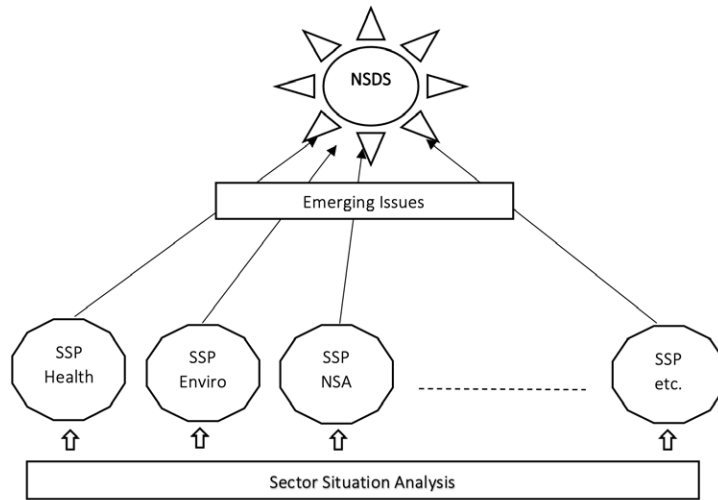 NSDS
Emerging Issues
SSP
Health
SSP
Enviro
SSP
NSA
SSP
etc.
Sector Situation Analysis